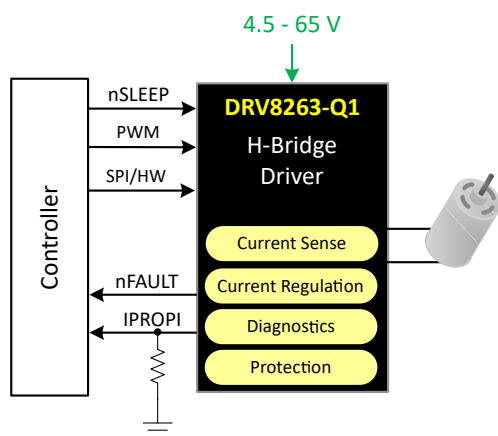 4.5 - 65 V
nSLEEP
DRV8263-Q1
PWM
H-Bridge
Driver
SPI/HW
Controller
Current Sense
nFAULT
Current Regulation
IPROPI
Diagnostics
Protection